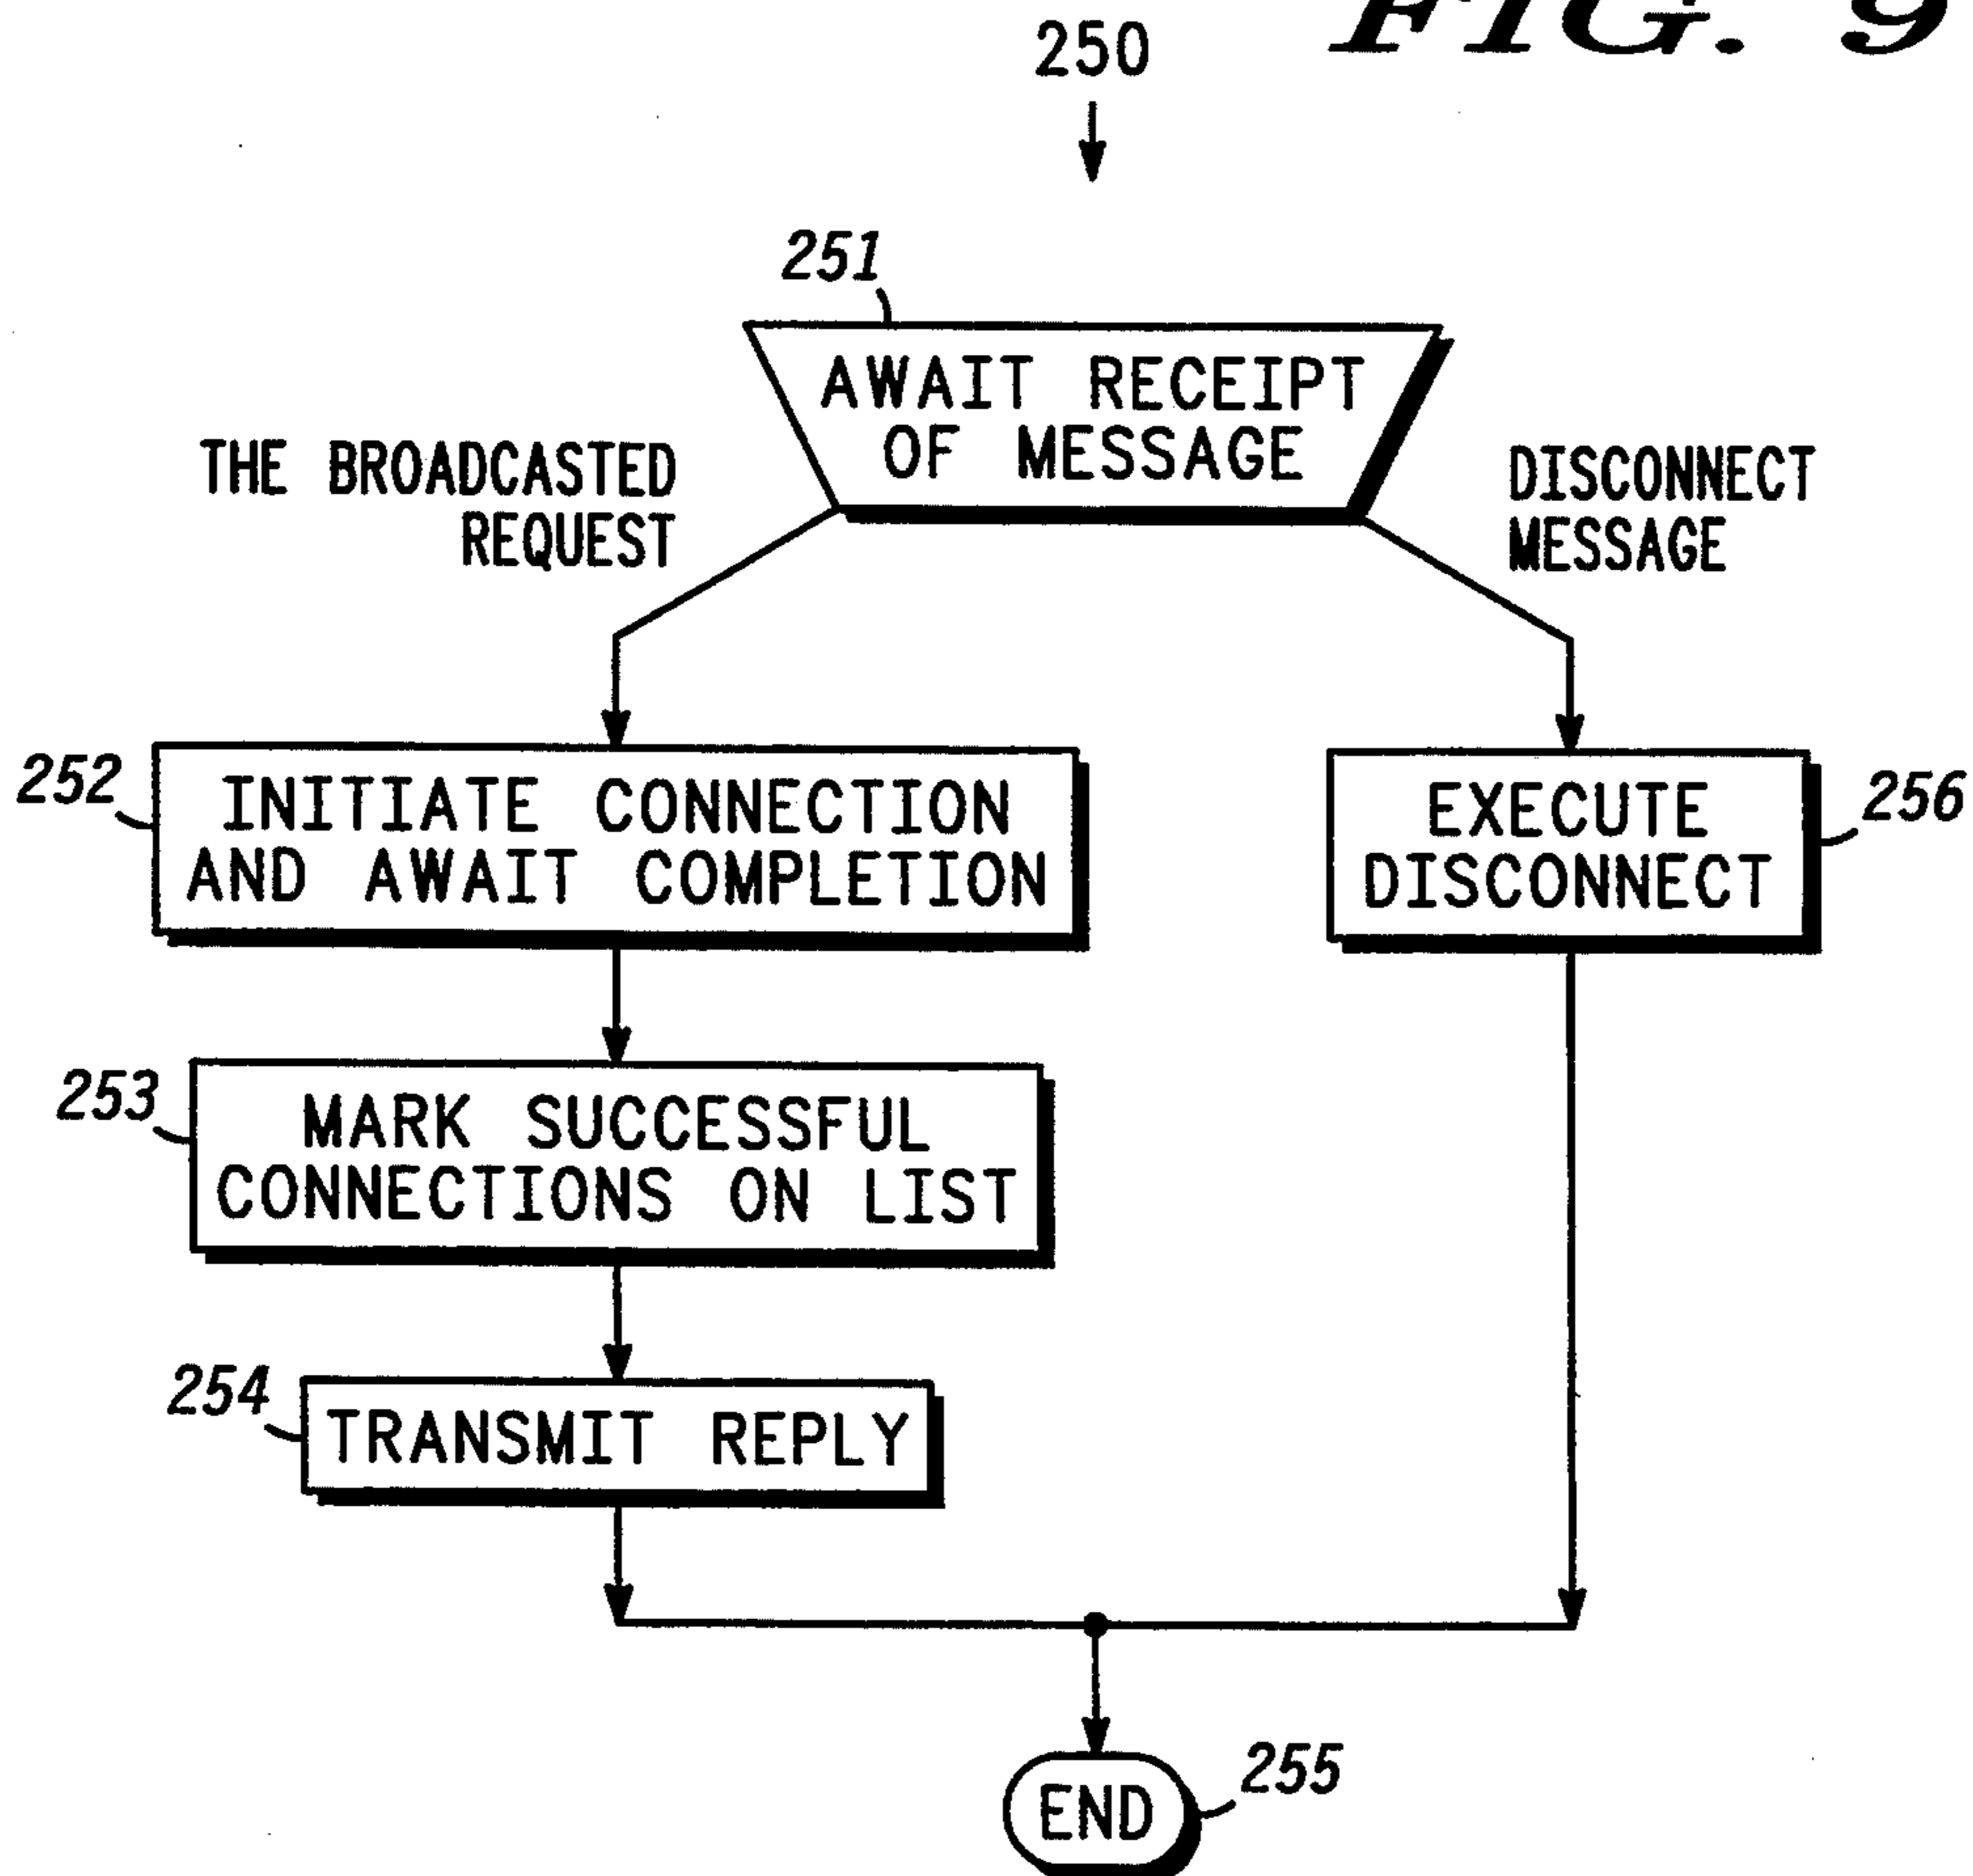 FIG. 9
250
251
AWAIT RECEIPT
OF MESSAGE
THE BROADCASTED
REQUEST
DISCONNECT
MESSAGE
252
INITIATE CONNECTION
AND AWAIT COMPLETION
EXECUTE
DISCONNECT
256
253
MARK SUCCESSFUL
CONNECTIONS ON LIST
254
TRANSMIT REPLY
END
255